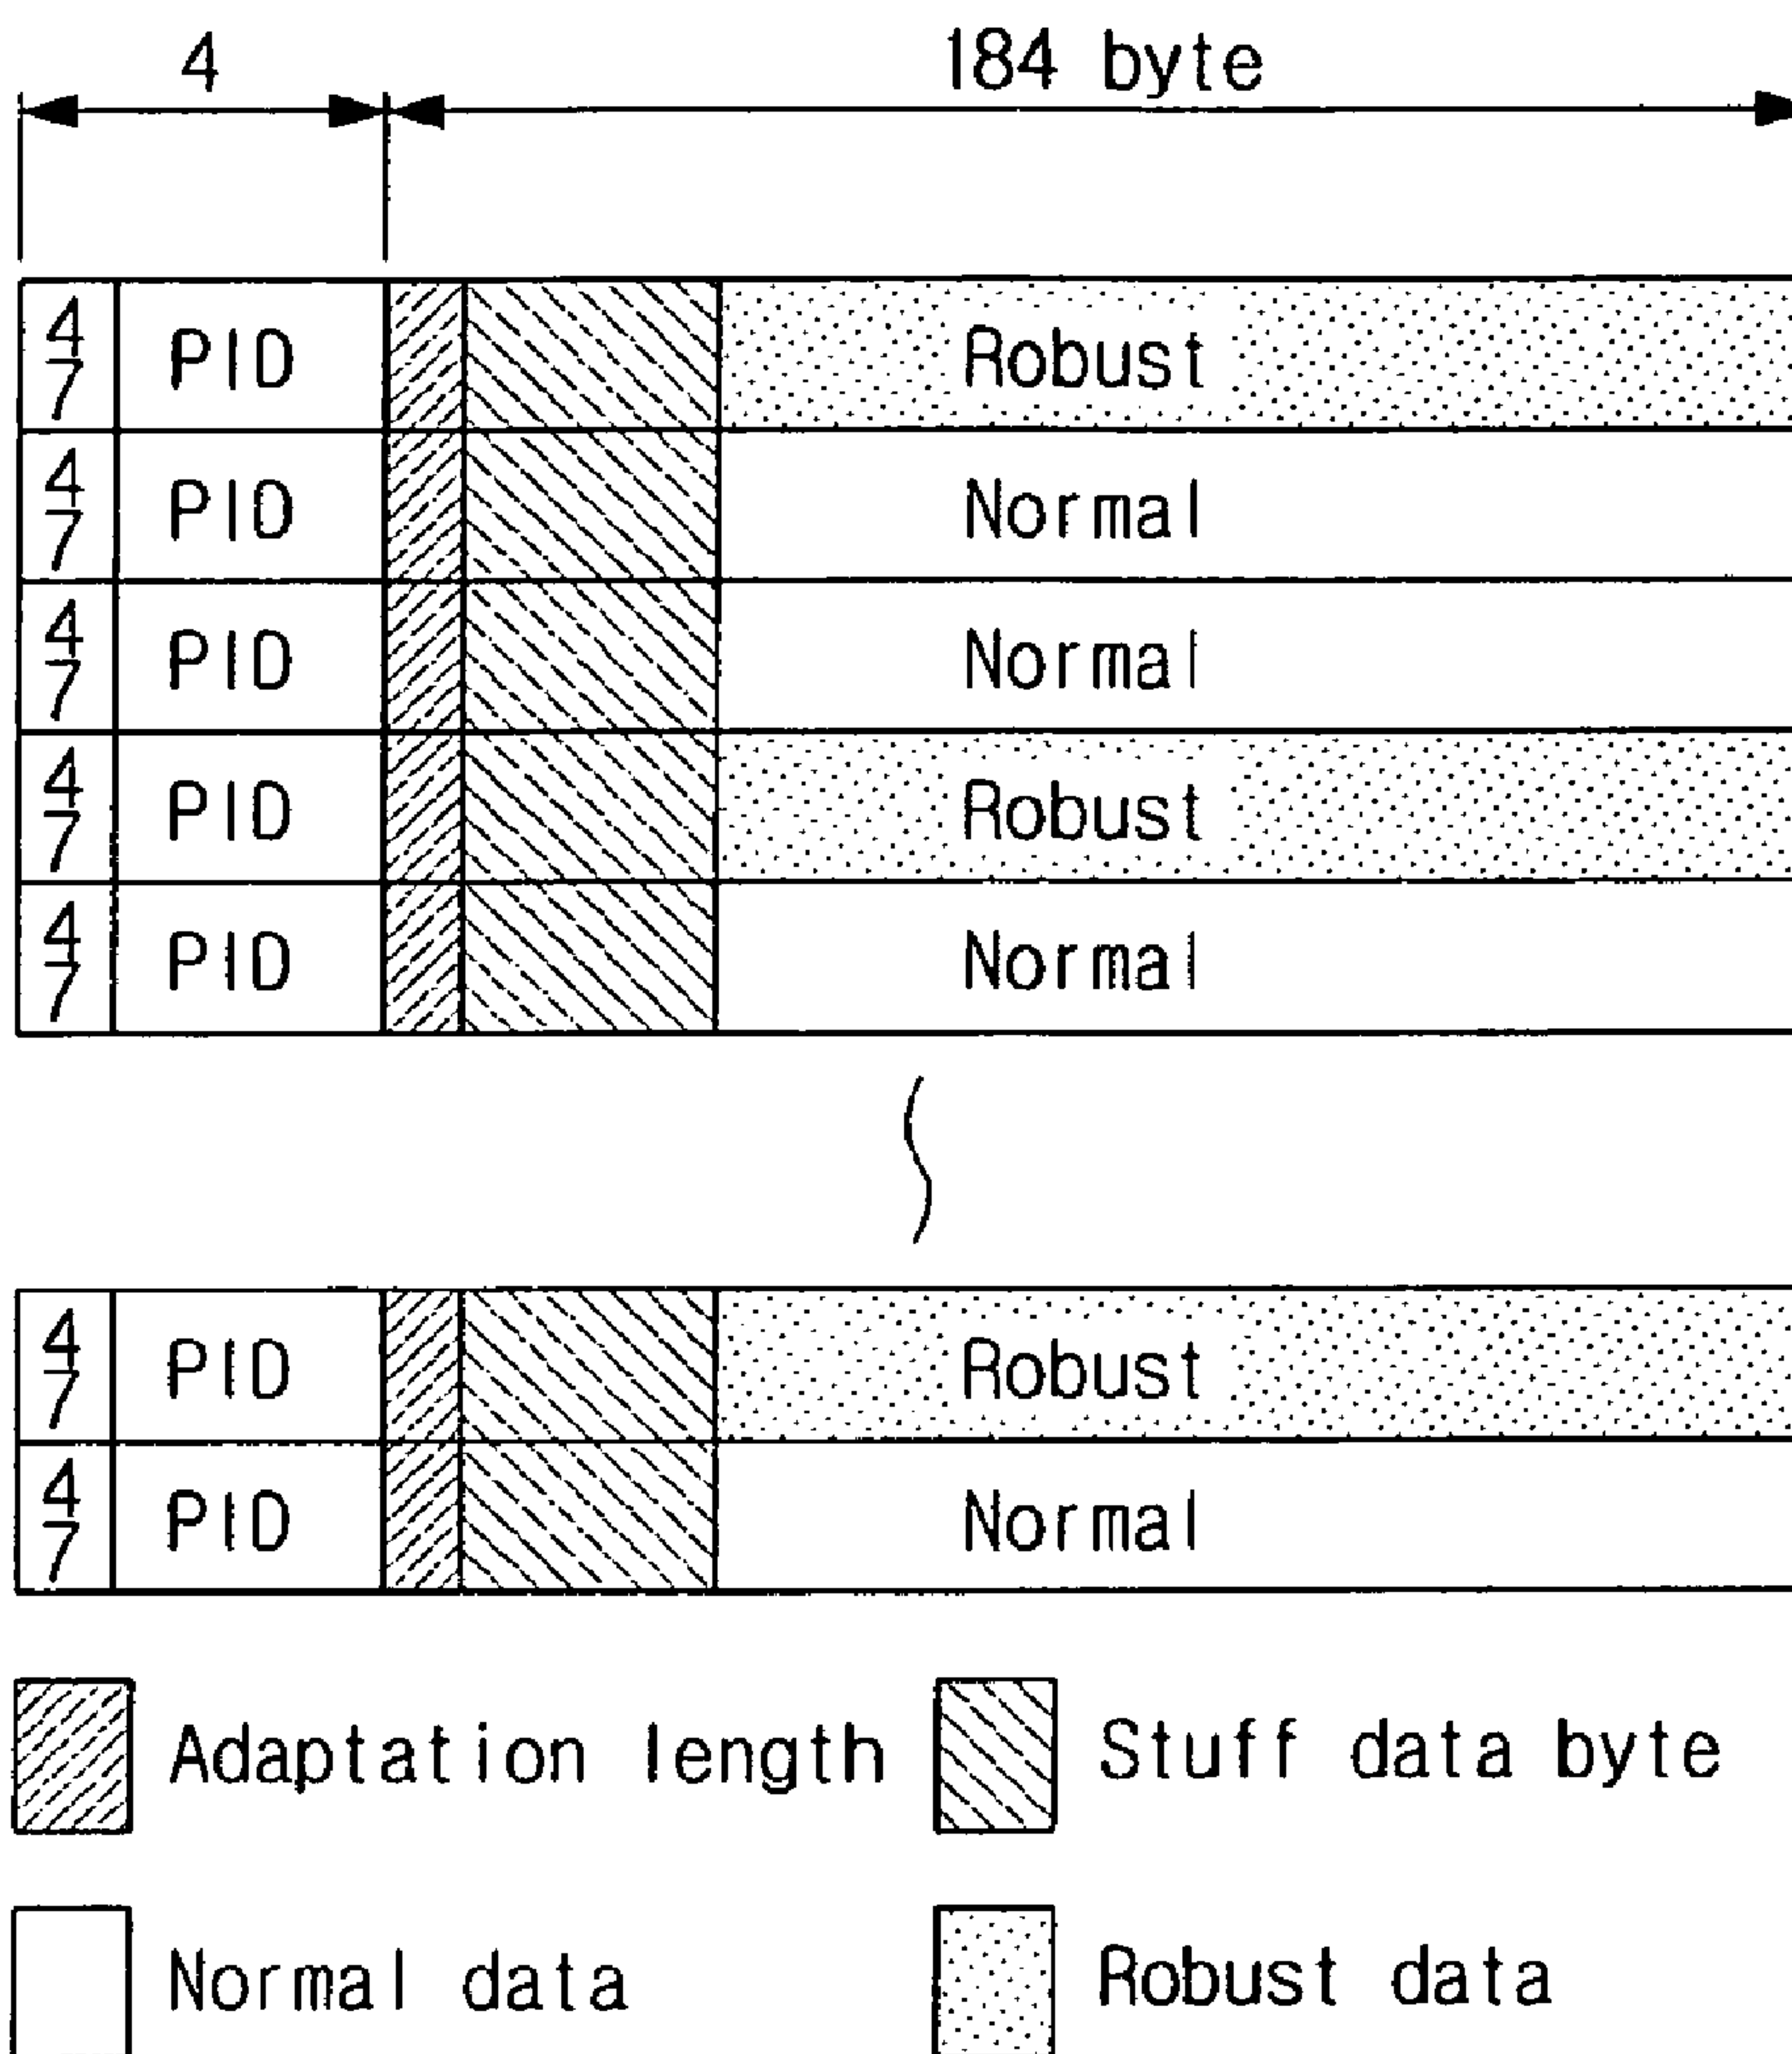 4 184 byte
47 PID Robust
47 PID Normal
47 PID Normal
47 PID Robust
47 PID Normal
47 PID Robust
47 PID Normal
Adaptation length Stuff data byte
Normal data Robust data